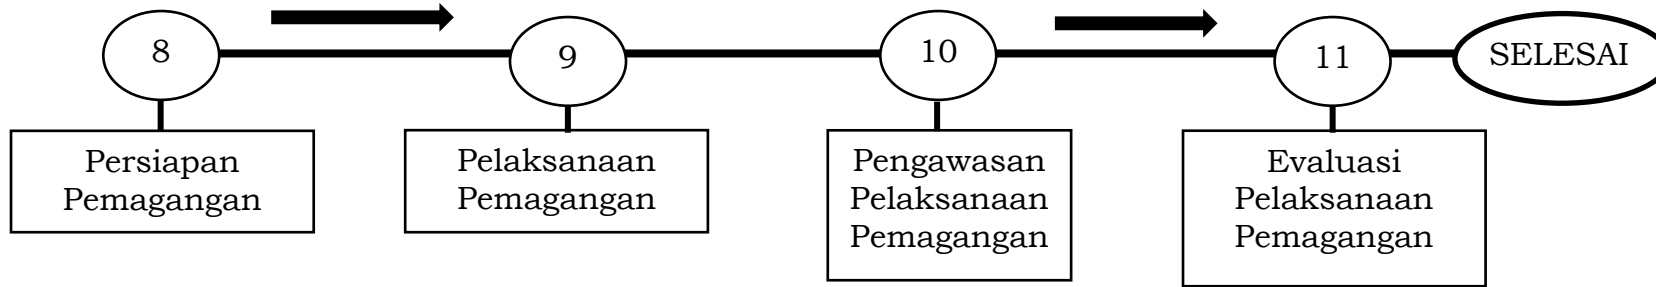 8
9
10
11
SELESAI
Persiapan
Pemagangan
Pelaksanaan
Pemagangan
Pengawasan
Pelaksanaan
Pemagangan
Evaluasi
Pelaksanaan
Pemagangan